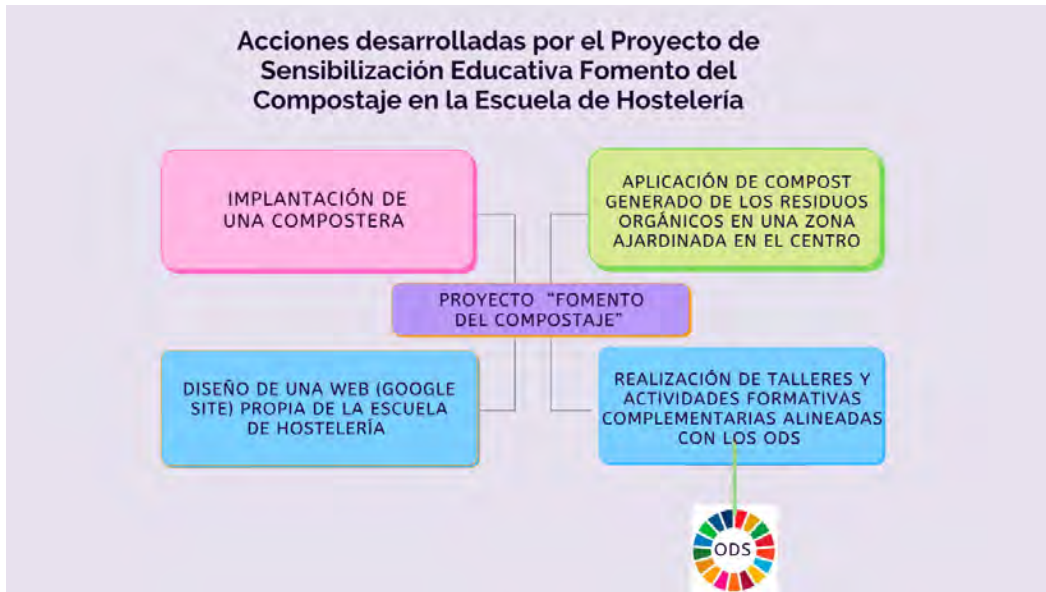 Acciones desarrolladas por el Proyecto de
Sensibilización Educativa Fomento del
Compostaje en la Escuela de Hostelería
IMPLANTACIÓN DE
UNA COMPOSTERA
APLICACIÓN DE COMPOST
GENERADO DE LOS RESIDUOS
ORGÁNICOS EN UNA ZONA
AJARDINADA EN EL CENTRO
PROYECTO "FOMENTO
DEL COMPOSTAJE"
DISEÑO DE UNA WEB (GOOGLE
SITE) PROPIA DE LA ESCUELA
DE HOSTELERÍA
REALIZACIÓN DE TALLERES Y
ACTIVIDADES FORMATIVAS
COMPLEMENTARIAS ALINEADAS
CON LOS ODS
ODS